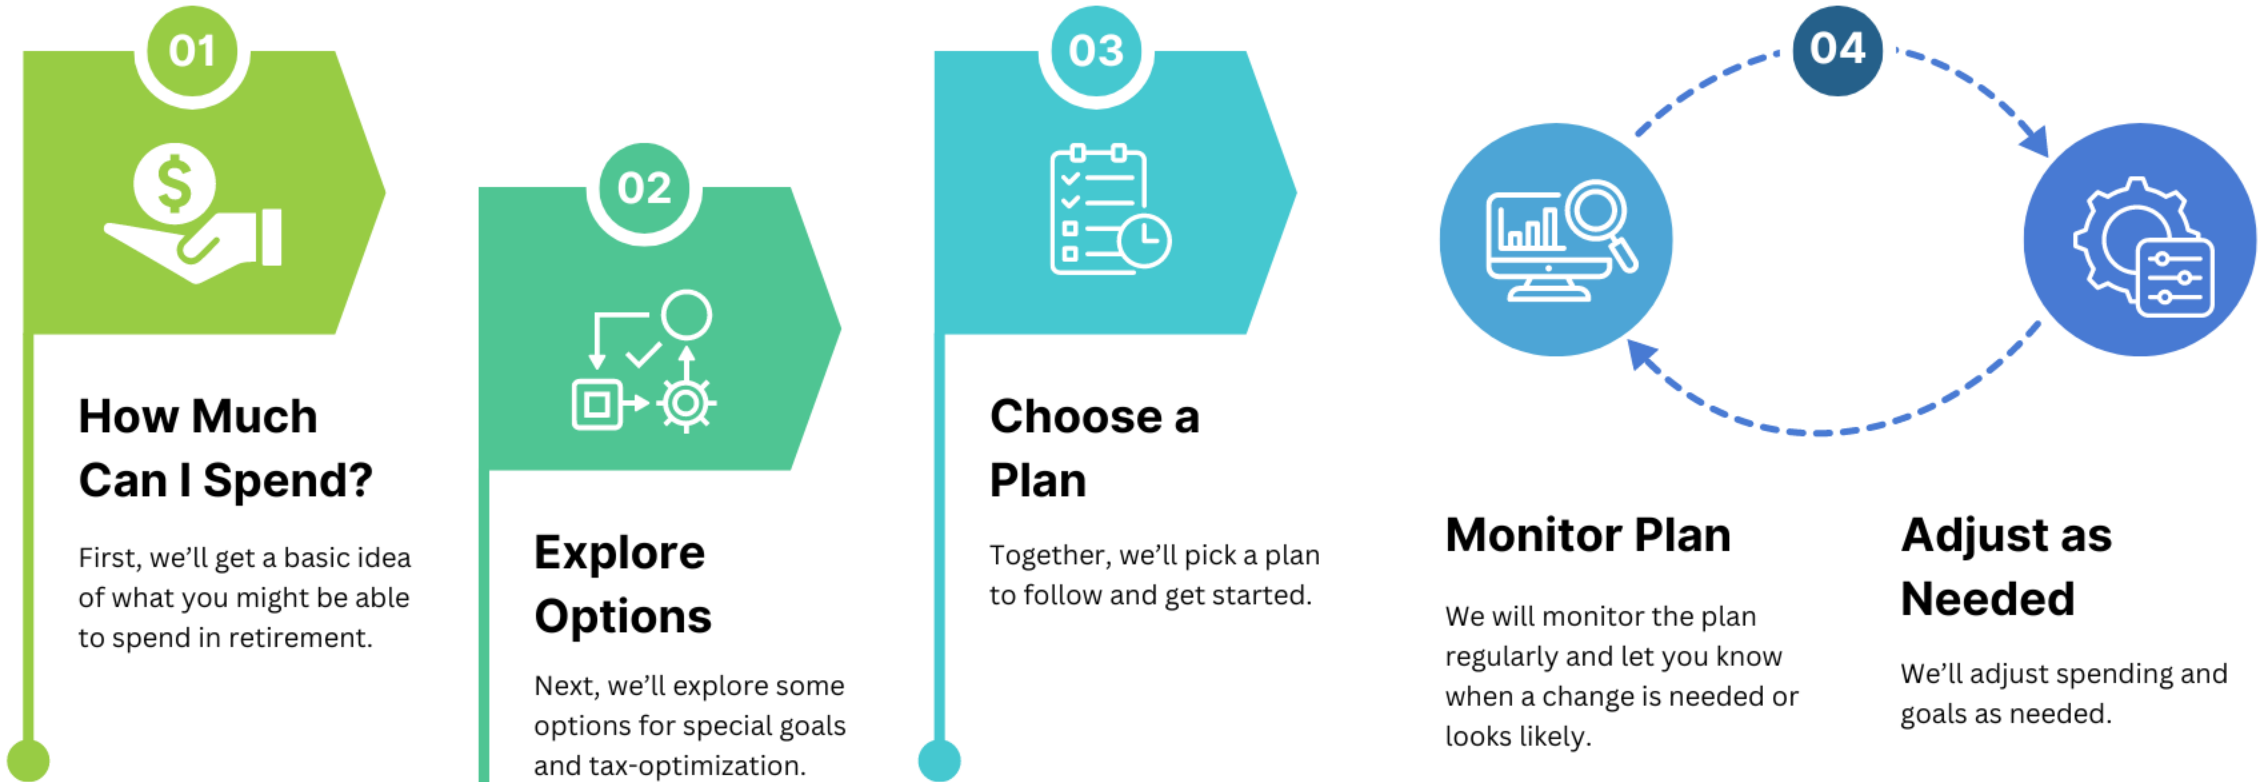 01
$
How Much
Can I Spend?
First, we’ll get a basic idea
of what you might be able
to spend in retirement.
02
Explore
Options
Next, we’ll explore some
options for special goals
and tax-optimization.
03
Choose a
Plan
Together, we’ll pick a plan
to follow and get started.
04
Monitor Plan
We will monitor the plan
regularly and let you know
when a change is needed or
looks likely.
Adjust as
Needed
We’ll adjust spending and
goals as needed.